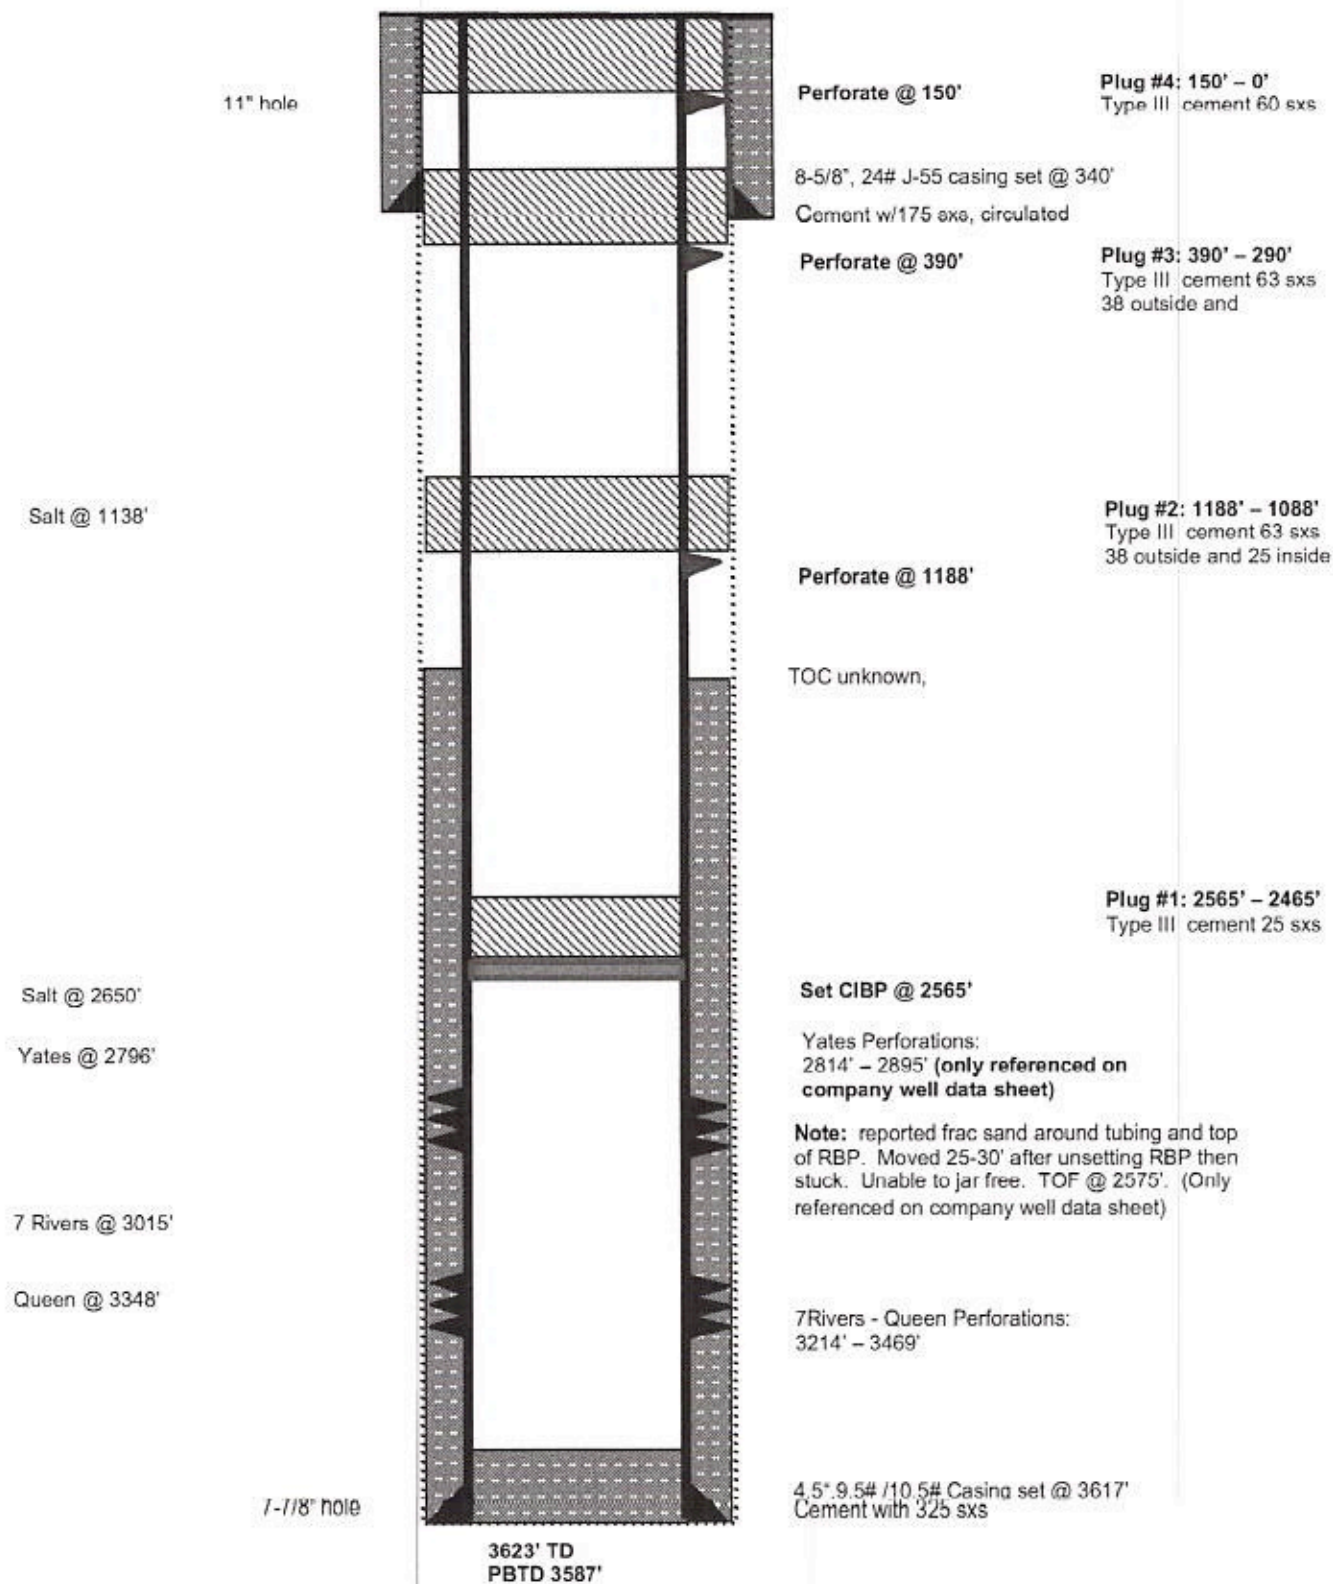 11" hole
Perforate @ 150'
Plug #4: 150' – 0'
Type III cement 60 sxs
8-5/8", 24# J-55 casing set @ 340'
Cement w/175 sxs, circulated
Perforate @ 390'
Plug #3: 390' – 290'
Type III cement 63 sxs
38 outside and
Salt @ 1138'
Plug #2: 1188' – 1088'
Type III cement 63 sxs
38 outside and 25 inside
Perforate @ 1188'
TOC unknown,
Plug #1: 2565' – 2465'
Type III cement 25 sxs
Salt @ 2650'
Set CIBP @ 2565'
Yates @ 2796'
Yates Perforations:
2814' – 2895' (only referenced on
company well data sheet)
Note: reported frac sand around tubing and top
of RBP. Moved 25-30' after unsetting RBP then
stuck. Unable to jar free. TOF @ 2575'. (Only
referenced on company well data sheet)
7 Rivers @ 3015'
Queen @ 3348'
7Rivers - Queen Perforations:
3214' – 3469'
7-7/8" hole
4.5".9.5# /10.5# Casing set @ 3617'
Cement with 325 sxs
3623' TD
PBTD 3587'